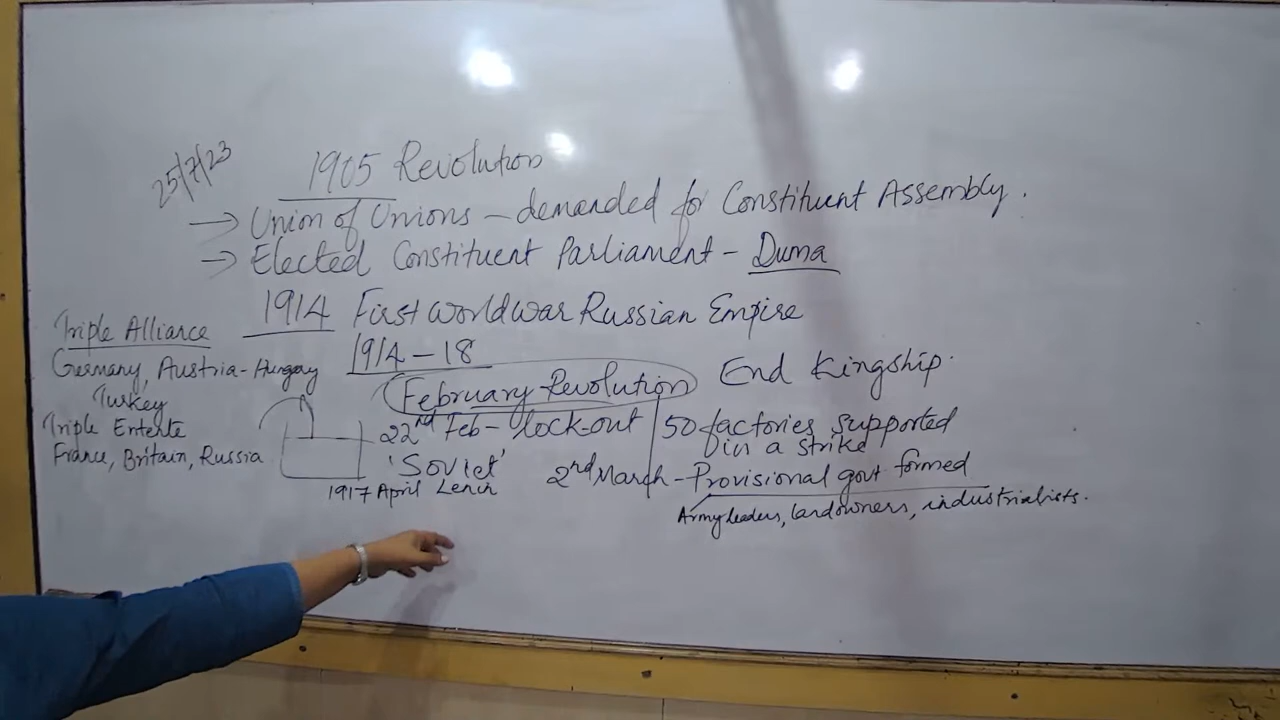 25/7/23
1905 Revolution
→ Union of Unions – demanded for Constituent Assembly.
→ Elected Constituent Parliament – Duma
1914 First World War Russian Empire
1914 – 18
Triple Alliance
Germany, Austria-Hungary
Turkey
Triple Entente
France, Britain, Russia
February Revolution End Kingship.
22nd Feb – lock-out
'Soviet'
1917 April Lenin
50 factories supported
in a strike
2nd March – Provisional govt formed
Army leaders, landowners, industrialists.